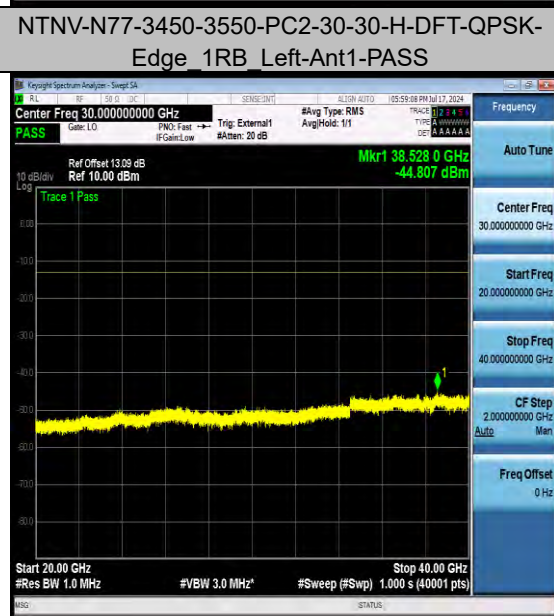 NTNV-N77-3450-3550-PC2-30-30-H-DFT-QPSK-
Edge_1RB_Left-Ant1-PASS
Keysight Spectrum Analyzer - Swept SA
RL RF 50 Ω DC SENSE:INT ALIGN AUTO 05:59:08 PM Jul 17, 2024
Center Freq 30.000000000 GHz #Avg Type: RMS TRACE 1 2 3 4 5 6
PASS Gate: LO PNO: Fast Trig: External1 Avg|Hold: 1/1 TYPE A WWWWW
IFGain:Low #Atten: 20 dB DET A A A A A A
Mkr1 38.528 0 GHz
Ref Offset 13.09 dB
10 dB/div Ref 10.00 dBm -44.807 dBm
Log
Trace 1 Pass
0.00
-10.0
-20.0
-30.0
-40.0
1
-50.0
-60.0
-70.0
-80.0
Start 20.00 GHz Stop 40.00 GHz
#Res BW 1.0 MHz #VBW 3.0 MHz* #Sweep (#Swp) 1.000 s (40001 pts)
MSG STATUS
Frequency
Auto Tune
Center Freq
30.000000000 GHz
Start Freq
20.000000000 GHz
Stop Freq
40.000000000 GHz
CF Step
2.000000000 GHz
Auto Man
Freq Offset
0 Hz